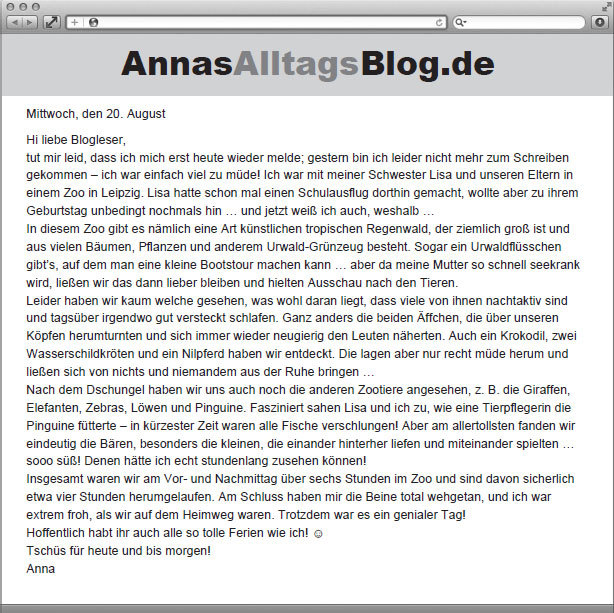 AnnasAlltagsBlog.de
Mittwoch, den 20. August
Hi liebe Blogleser,
tut mir leid, dass ich mich erst heute wieder melde; gestern bin ich leider nicht mehr zum Schreiben
gekommen – ich war einfach viel zu müde! Ich war mit meiner Schwester Lisa und unseren Eltern in
einem Zoo in Leipzig. Lisa hatte schon mal einen Schulausflug dorthin gemacht, wollte aber zu ihrem
Geburtstag unbedingt nochmals hin … und jetzt weiß ich auch, weshalb …
In diesem Zoo gibt es nämlich eine Art künstlichen tropischen Regenwald, der ziemlich groß ist und
aus vielen Bäumen, Pflanzen und anderem Urwald-Grünzeug besteht. Sogar ein Urwaldflüsschen
gibt's, auf dem man eine kleine Bootstour machen kann … aber da meine Mutter so schnell seekrank
wird, ließen wir das dann lieber bleiben und hielten Ausschau nach den Tieren.
Leider haben wir kaum welche gesehen, was wohl daran liegt, dass viele von ihnen nachtaktiv sind
und tagsüber irgendwo gut versteckt schlafen. Ganz anders die beiden Äffchen, die über unseren
Köpfen herumturnten und sich immer wieder neugierig den Leuten näherten. Auch ein Krokodil, zwei
Wasserschildkröten und ein Nilpferd haben wir entdeckt. Die lagen aber nur recht müde herum und
ließen sich von nichts und niemandem aus der Ruhe bringen …
Nach dem Dschungel haben wir uns auch noch die anderen Zootiere angesehen, z. B. die Giraffen,
Elefanten, Zebras, Löwen und Pinguine. Fasziniert sahen Lisa und ich zu, wie eine Tierpflegerin die
Pinguine fütterte – in kürzester Zeit waren alle Fische verschlungen! Aber am allertollsten fanden wir
eindeutig die Bären, besonders die kleinen, die einander hinterher liefen und miteinander spielten …
sooo süß! Denen hätte ich echt stundenlang zusehen können!
Insgesamt waren wir am Vor- und Nachmittag über sechs Stunden im Zoo und sind davon sicherlich
etwa vier Stunden herumgelaufen. Am Schluss haben mir die Beine total wehgetan, und ich war
extrem froh, als wir auf dem Heimweg waren. Trotzdem war es ein genialer Tag!
Hoffentlich habt ihr auch alle so tolle Ferien wie ich! ☺
Tschüs für heute und bis morgen!
Anna